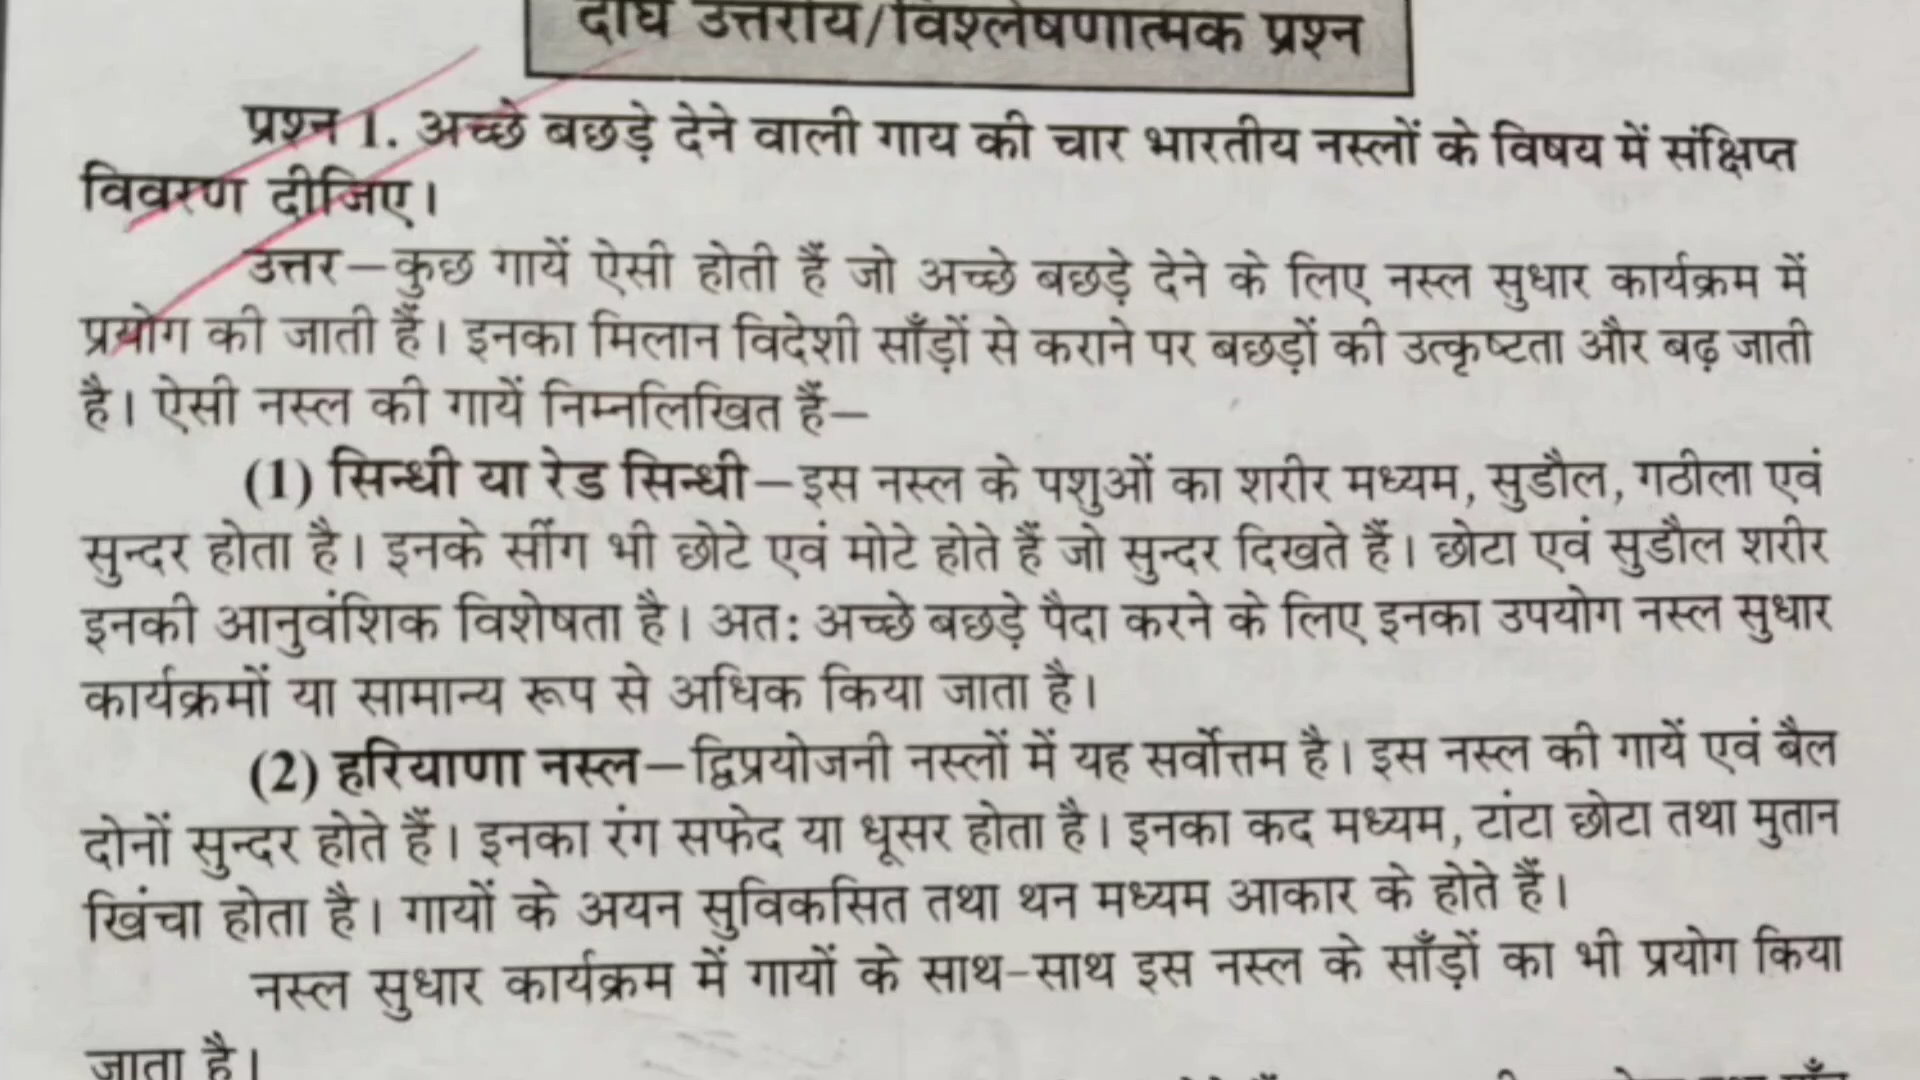 दीर्घ उत्तरीय/विश्लेषणात्मक प्रश्न
प्रश्न 1. अच्छे बछड़े देने वाली गाय की चार भारतीय नस्लों के विषय में संक्षिप्त
विवरण दीजिए।
उत्तर–कुछ गायें ऐसी होती हैं जो अच्छे बछड़े देने के लिए नस्ल सुधार कार्यक्रम में
प्रयोग की जाती हैं। इनका मिलान विदेशी साँड़ों से कराने पर बछड़ों की उत्कृष्टता और बढ़ जाती
है। ऐसी नस्ल की गायें निम्नलिखित हैं–
(1) सिन्धी या रेड सिन्धी–इस नस्ल के पशुओं का शरीर मध्यम, सुडौल, गठीला एवं
सुन्दर होता है। इनके सींग भी छोटे एवं मोटे होते हैं जो सुन्दर दिखते हैं। छोटा एवं सुडौल शरीर
इनकी आनुवंशिक विशेषता है। अतः अच्छे बछड़े पैदा करने के लिए इनका उपयोग नस्ल सुधार
कार्यक्रमों या सामान्य रूप से अधिक किया जाता है।
(2) हरियाणा नस्ल–द्विप्रयोजनी नस्लों में यह सर्वोत्तम है। इस नस्ल की गायें एवं बैल
दोनों सुन्दर होते हैं। इनका रंग सफेद या धूसर होता है। इनका कद मध्यम, टांटा छोटा तथा मुतान
खिंचा होता है। गायों के अयन सुविकसित तथा थन मध्यम आकार के होते हैं।
नस्ल सुधार कार्यक्रम में गायों के साथ-साथ इस नस्ल के साँड़ों का भी प्रयोग किया
जाता है।